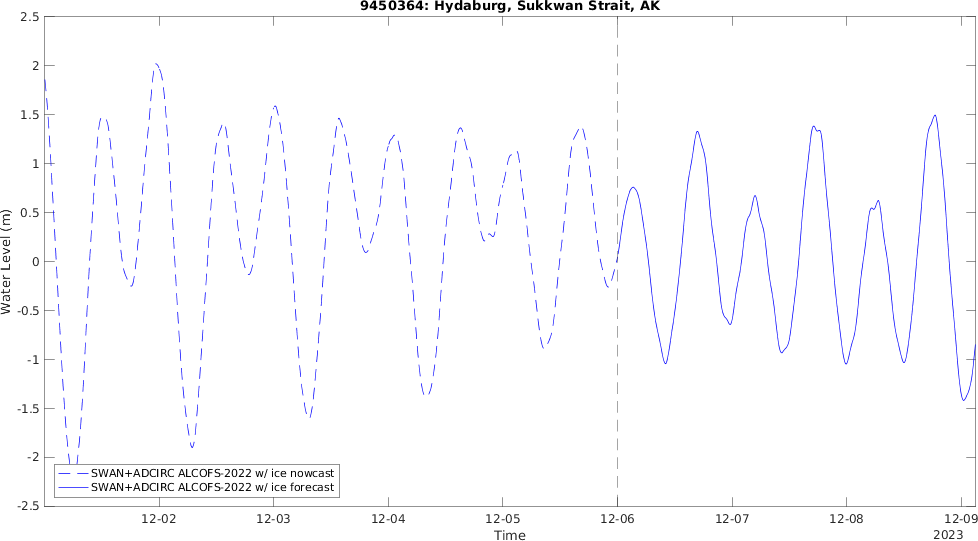 9450364: Hydaburg, Sukkwan Strait, AK
2.5
2
1.5
1
0.5
0
-0.5
-1
-1.5
-2
-2.5
Water Level (m)
SWAN+ADCIRC ALCOFS-2022 w/ ice nowcast
SWAN+ADCIRC ALCOFS-2022 w/ ice forecast
12-02 12-03 12-04 12-05 12-06 12-07 12-08 12-09
Time
2023